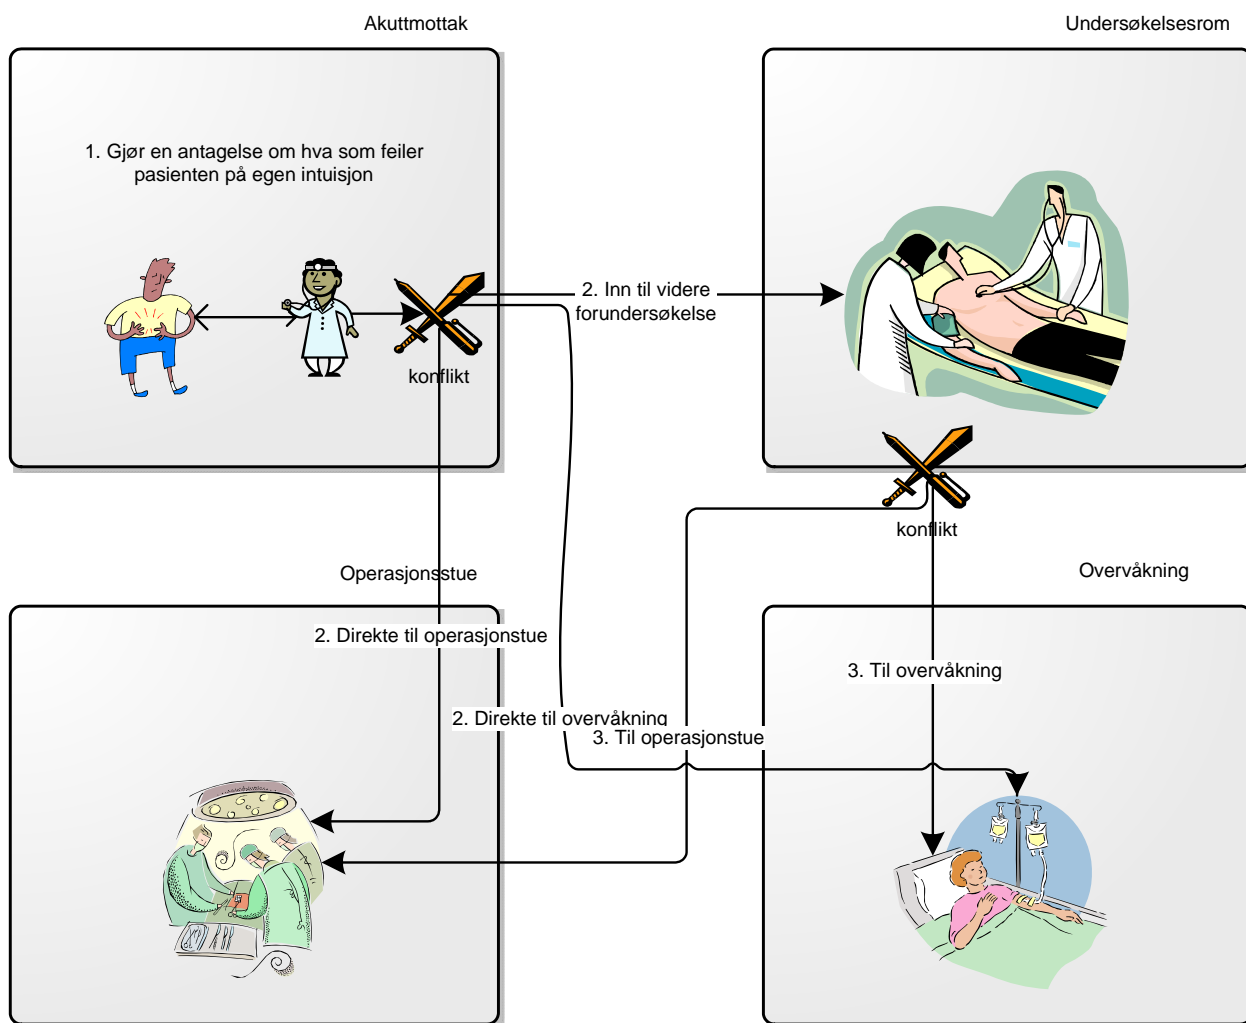 Akuttmottak
Undersøkelsesrom
1. Gjør en antagelse om hva som feiler
pasienten på egen intuisjon
2. Inn til videre
forundersøkelse
konflikt
konflikt
Operasjonsstue
Overvåkning
2. Direkte til operasjonstue
3. Til overvåkning
2. Direkte til overvåkning
3. Til operasjonstue